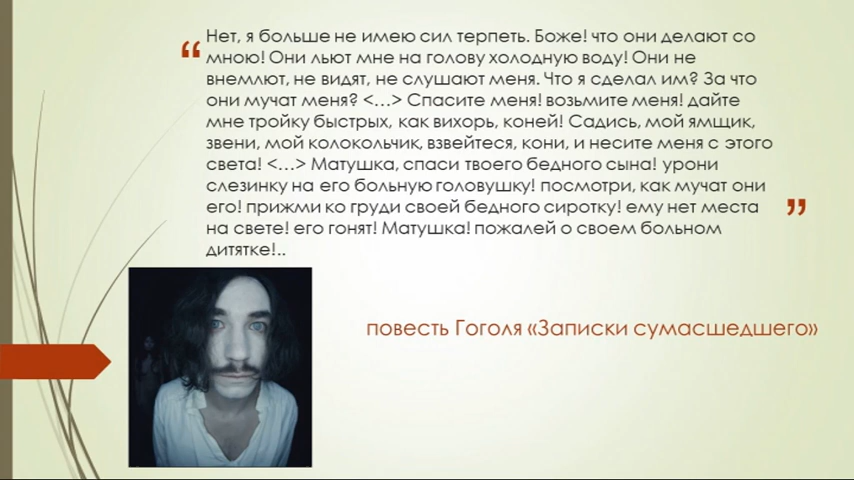 “
Нет, я больше не имею сил терпеть. Боже! что они делают со
мною! Они льют мне на голову холодную воду! Они не
внемлют, не видят, не слушают меня. Что я сделал им? За что
они мучат меня? <…> Спасите меня! возьмите меня! дайте
мне тройку быстрых, как вихорь, коней! Садись, мой ямщик,
звени, мой колокольчик, взвейтеся, кони, и несите меня с этого
света! <…> Матушка, спаси твоего бедного сына! урони
слезинку на его больную головушку! посмотри, как мучат они
его! прижми ко груди своей бедного сиротку! ему нет места
на свете! его гонят! Матушка! пожалей о своем больном
дитятке!..
”
повесть Гоголя «Записки сумасшедшего»